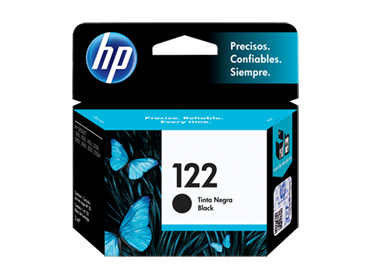 hp
Precisos.
Confiables.
Siempre.
Precise. Reliable.
Every time.
122
Tinta Negra
Black